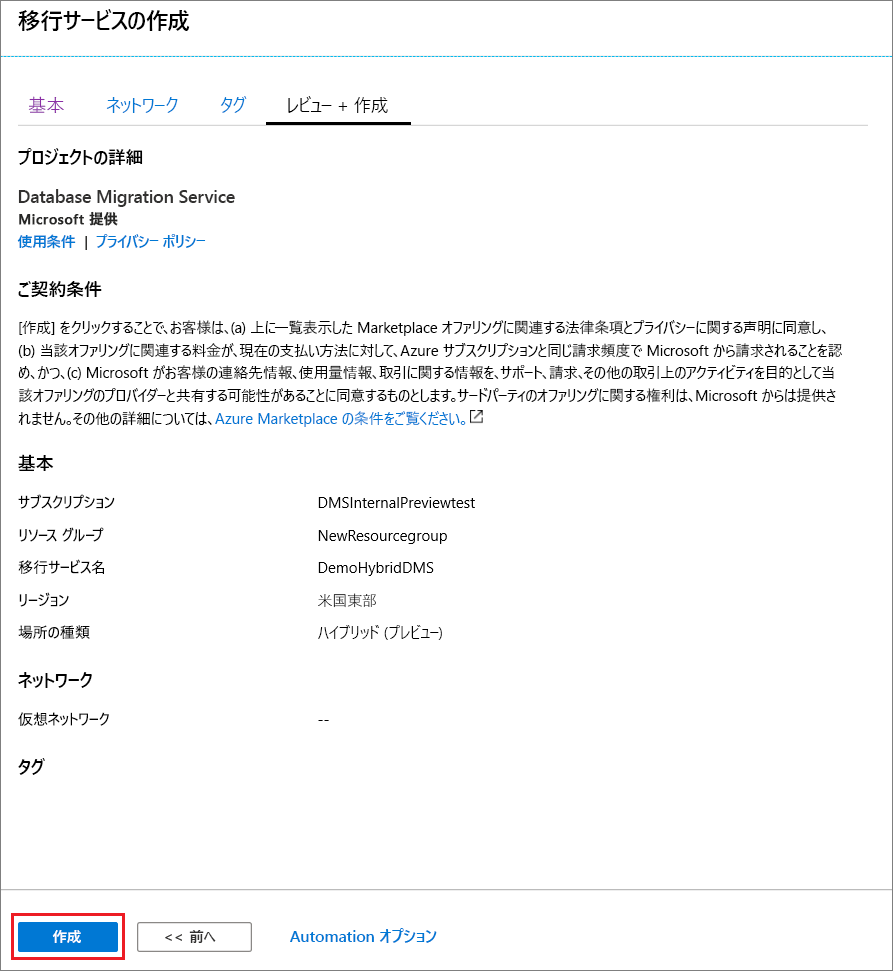 移行サービスの作成
基本 ネットワーク タグ レビュー + 作成
プロジェクトの詳細
Database Migration Service
Microsoft 提供
使用条件 | プライバシー ポリシー
ご契約条件
[作成] をクリックすることで、お客様は、(a) 上に一覧表示した Marketplace オファリングに関連する法律条項とプライバシーに関する声明に同意し、
(b) 当該オファリングに関連する料金が、現在の支払い方法に対して、Azure サブスクリプションと同じ請求頻度で Microsoft から請求されることを認
め、かつ、(c) Microsoft がお客様の連絡先情報、使用量情報、取引に関する情報を、サポート、請求、その他の取引上のアクティビティを目的として当
該オファリングのプロバイダーと共有する可能性があることに同意するものとします。サードパーティのオファリングに関する権利は、Microsoft からは提供さ
れません。その他の詳細については、Azure Marketplace の条件をご覧ください。
基本
サブスクリプション DMSInternalPreviewtest
リソース グループ NewResourcegroup
移行サービス名 DemoHybridDMS
リージョン 米国東部
場所の種類 ハイブリッド (プレビュー)
ネットワーク
仮想ネットワーク --
タグ
作成 << 前へ Automation オプション